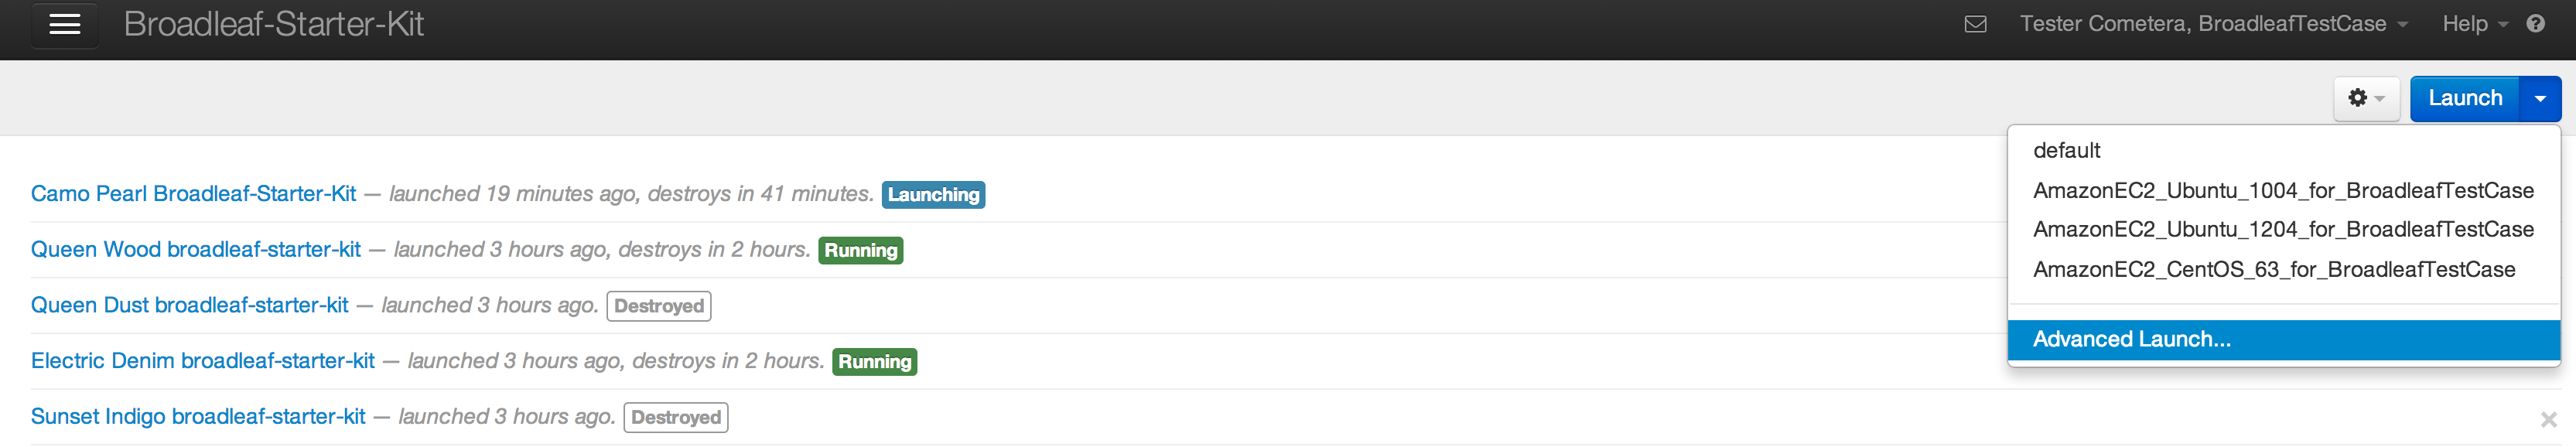 Broadleaf-Starter-Kit
Tester Cometera, BroadleafTestCase
Help
Launch
default
AmazonEC2_Ubuntu_1004_for_BroadleafTestCase
AmazonEC2_Ubuntu_1204_for_BroadleafTestCase
AmazonEC2_CentOS_63_for_BroadleafTestCase
Advanced Launch...
Camo Pearl Broadleaf-Starter-Kit — launched 19 minutes ago, destroys in 41 minutes. Launching
Queen Wood broadleaf-starter-kit — launched 3 hours ago, destroys in 2 hours. Running
Queen Dust broadleaf-starter-kit — launched 3 hours ago. Destroyed
Electric Denim broadleaf-starter-kit — launched 3 hours ago, destroys in 2 hours. Running
Sunset Indigo broadleaf-starter-kit — launched 3 hours ago. Destroyed